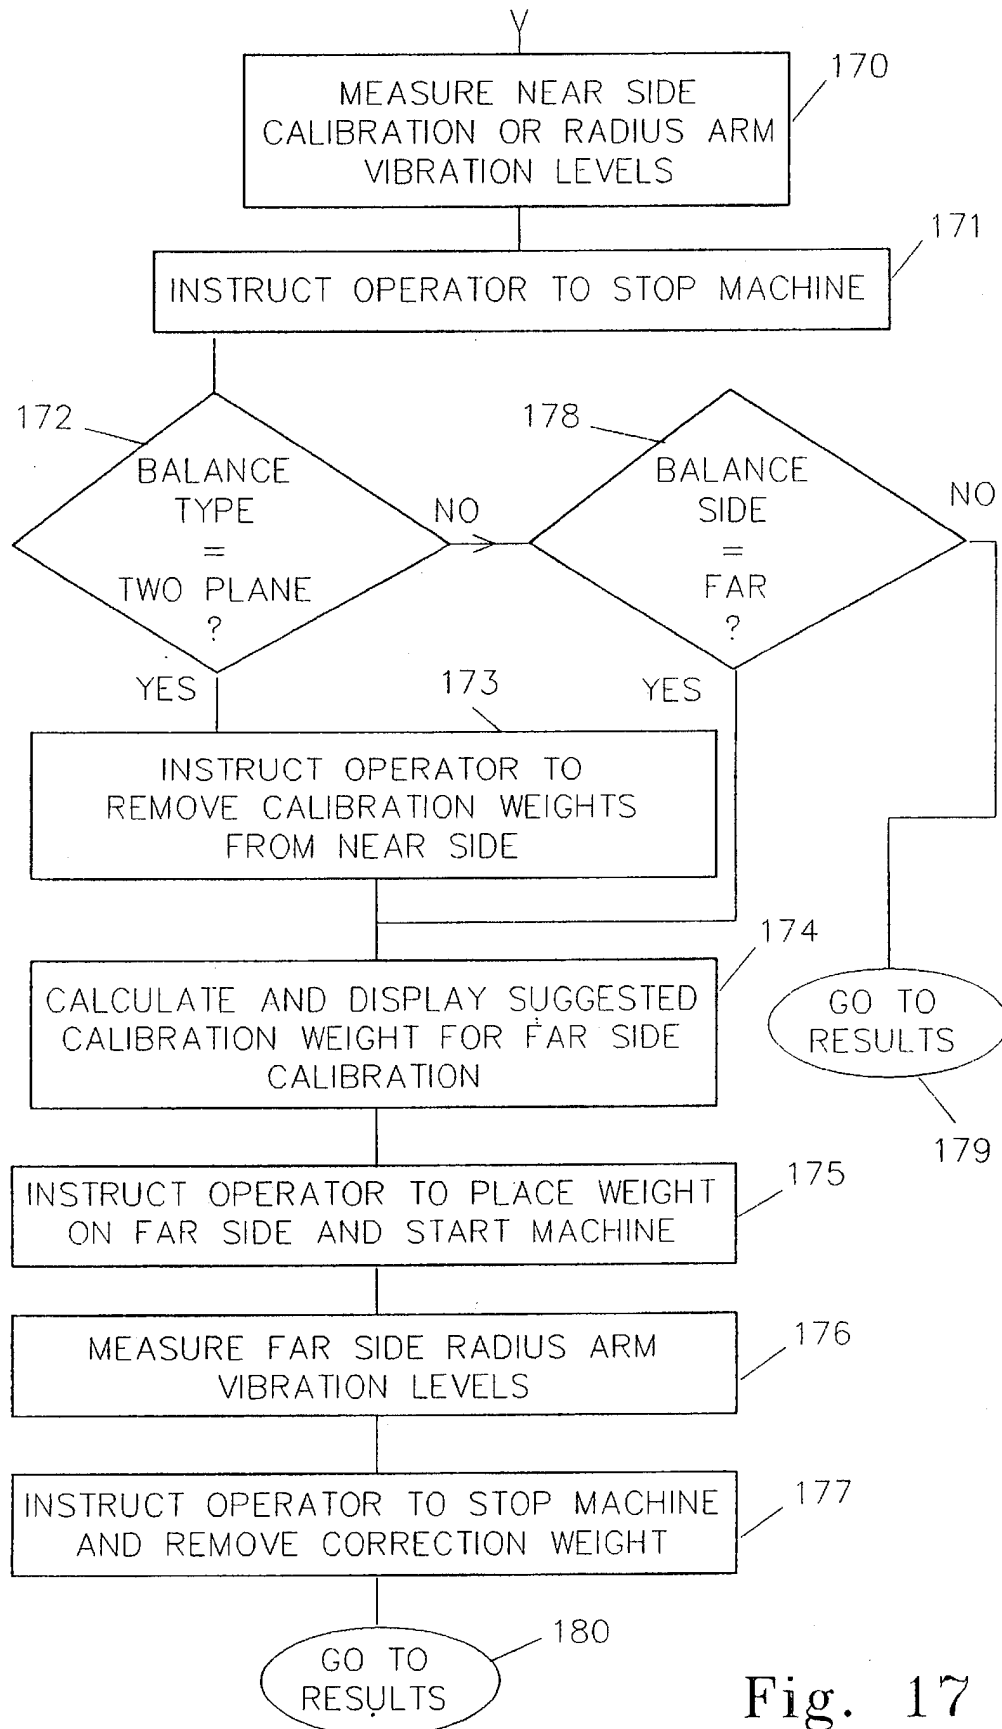 Y
170
MEASURE NEAR SIDE
CALIBRATION OR RADIUS ARM
VIBRATION LEVELS
171
INSTRUCT OPERATOR TO STOP MACHINE
172
BALANCE
TYPE
=
TWO PLANE
?
NO
YES
178
BALANCE
SIDE
=
FAR
?
NO
YES
173
INSTRUCT OPERATOR TO
REMOVE CALIBRATION WEIGHTS
FROM NEAR SIDE
174
CALCULATE AND DISPLAY SUGGESTED
CALIBRATION WEIGHT FOR FAR SIDE
CALIBRATION
GO TO
RESULTS
179
175
INSTRUCT OPERATOR TO PLACE WEIGHT
ON FAR SIDE AND START MACHINE
176
MEASURE FAR SIDE RADIUS ARM
VIBRATION LEVELS
177
INSTRUCT OPERATOR TO STOP MACHINE
AND REMOVE CORRECTION WEIGHT
180
GO TO
RESULTS
Fig. 17